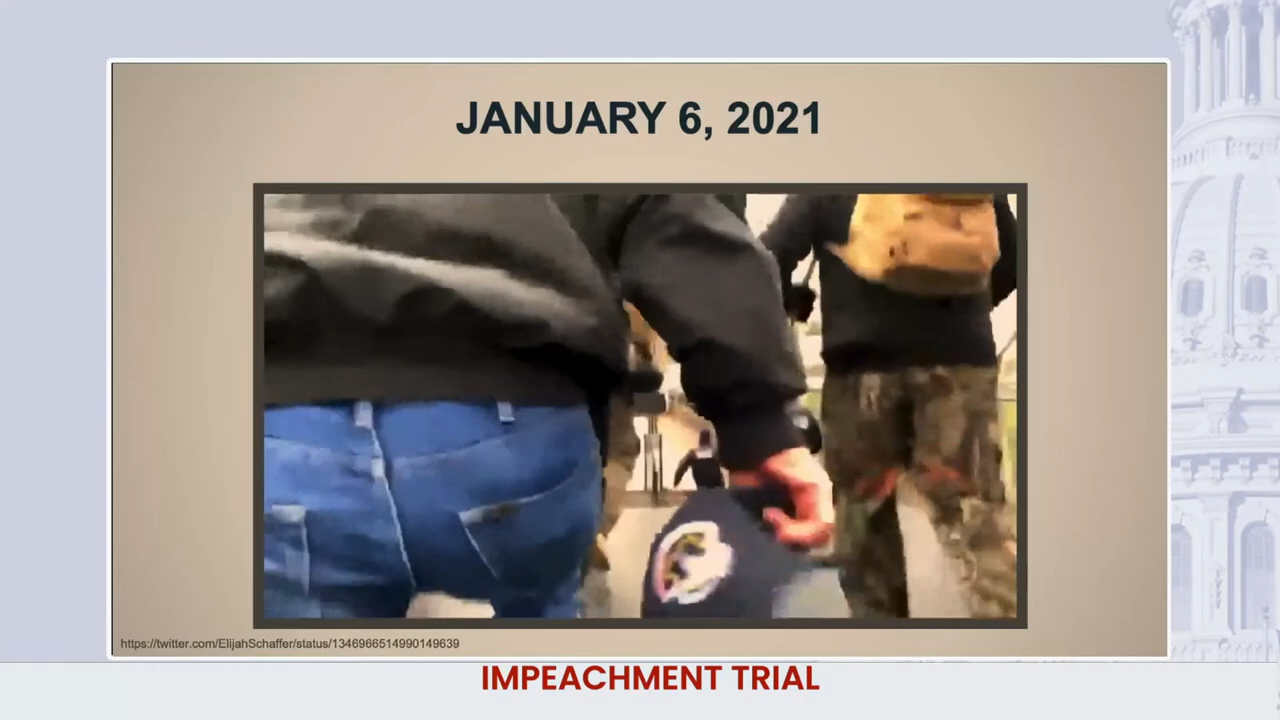 JANUARY 6, 2021
https://twitter.com/ElijahSchaffer/status/1346966514990149639
IMPEACHMENT TRIAL